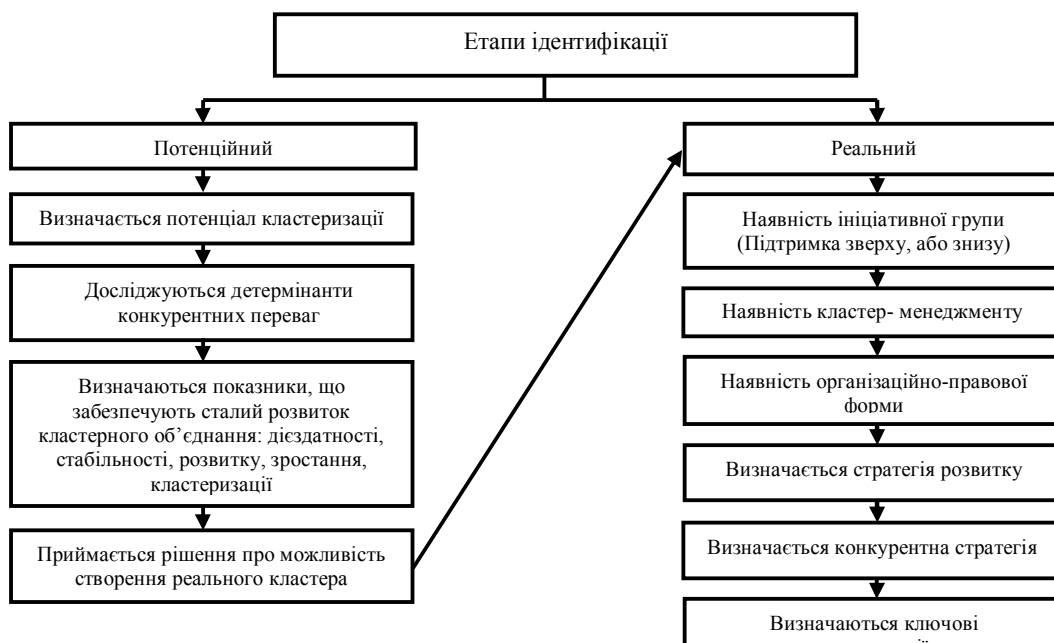 Етапи ідентифікації
Потенційний
Визначається потенціал кластеризації
Досліджуються детермінанти
конкурентних переваг
Визначаються показники, що
забезпечують сталий розвиток
кластерного об’єднання: дієздатності,
стабільності, розвитку, зростання,
кластеризації
Приймається рішення про можливість
створення реального кластера
Реальний
Наявність ініціативної групи
(Підтримка зверху, або знизу)
Наявність кластер- менеджменту
Наявність організаційно-правової
форми
Визначається стратегія розвитку
Визначається конкурентна стратегія
Визначаються ключові